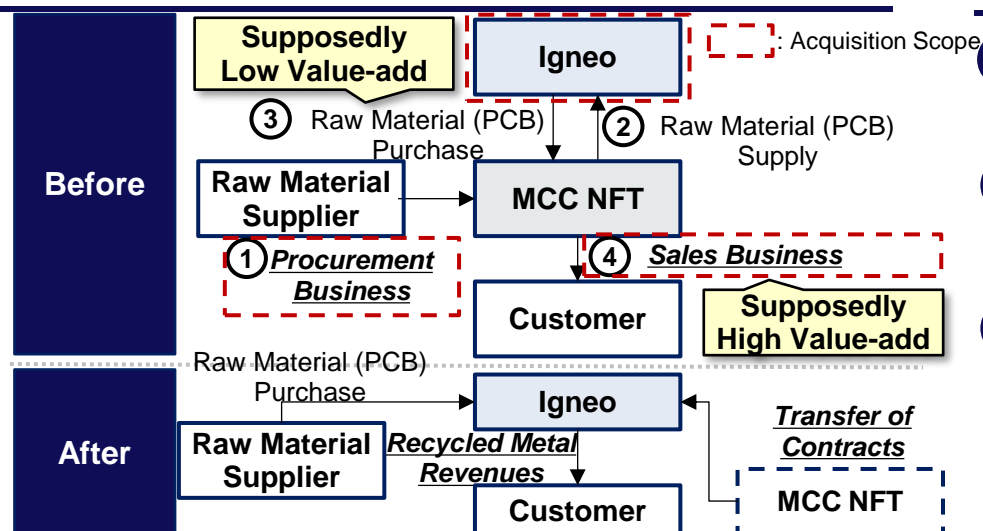 Supposedly
Low Value-add
Igneo
: Acquisition Scope
3 Raw Material (PCB)
Purchase
2 Raw Material (PCB)
Supply
Before
Raw Material
Supplier
MCC NFT
1 Procurement
Business
4 Sales Business
Customer
Supposedly
High Value-add
Raw Material (PCB)
Purchase
Igneo
Transfer of
Contracts
After
Raw Material
Supplier
Recycled Metal
Revenues
MCC NFT
Customer